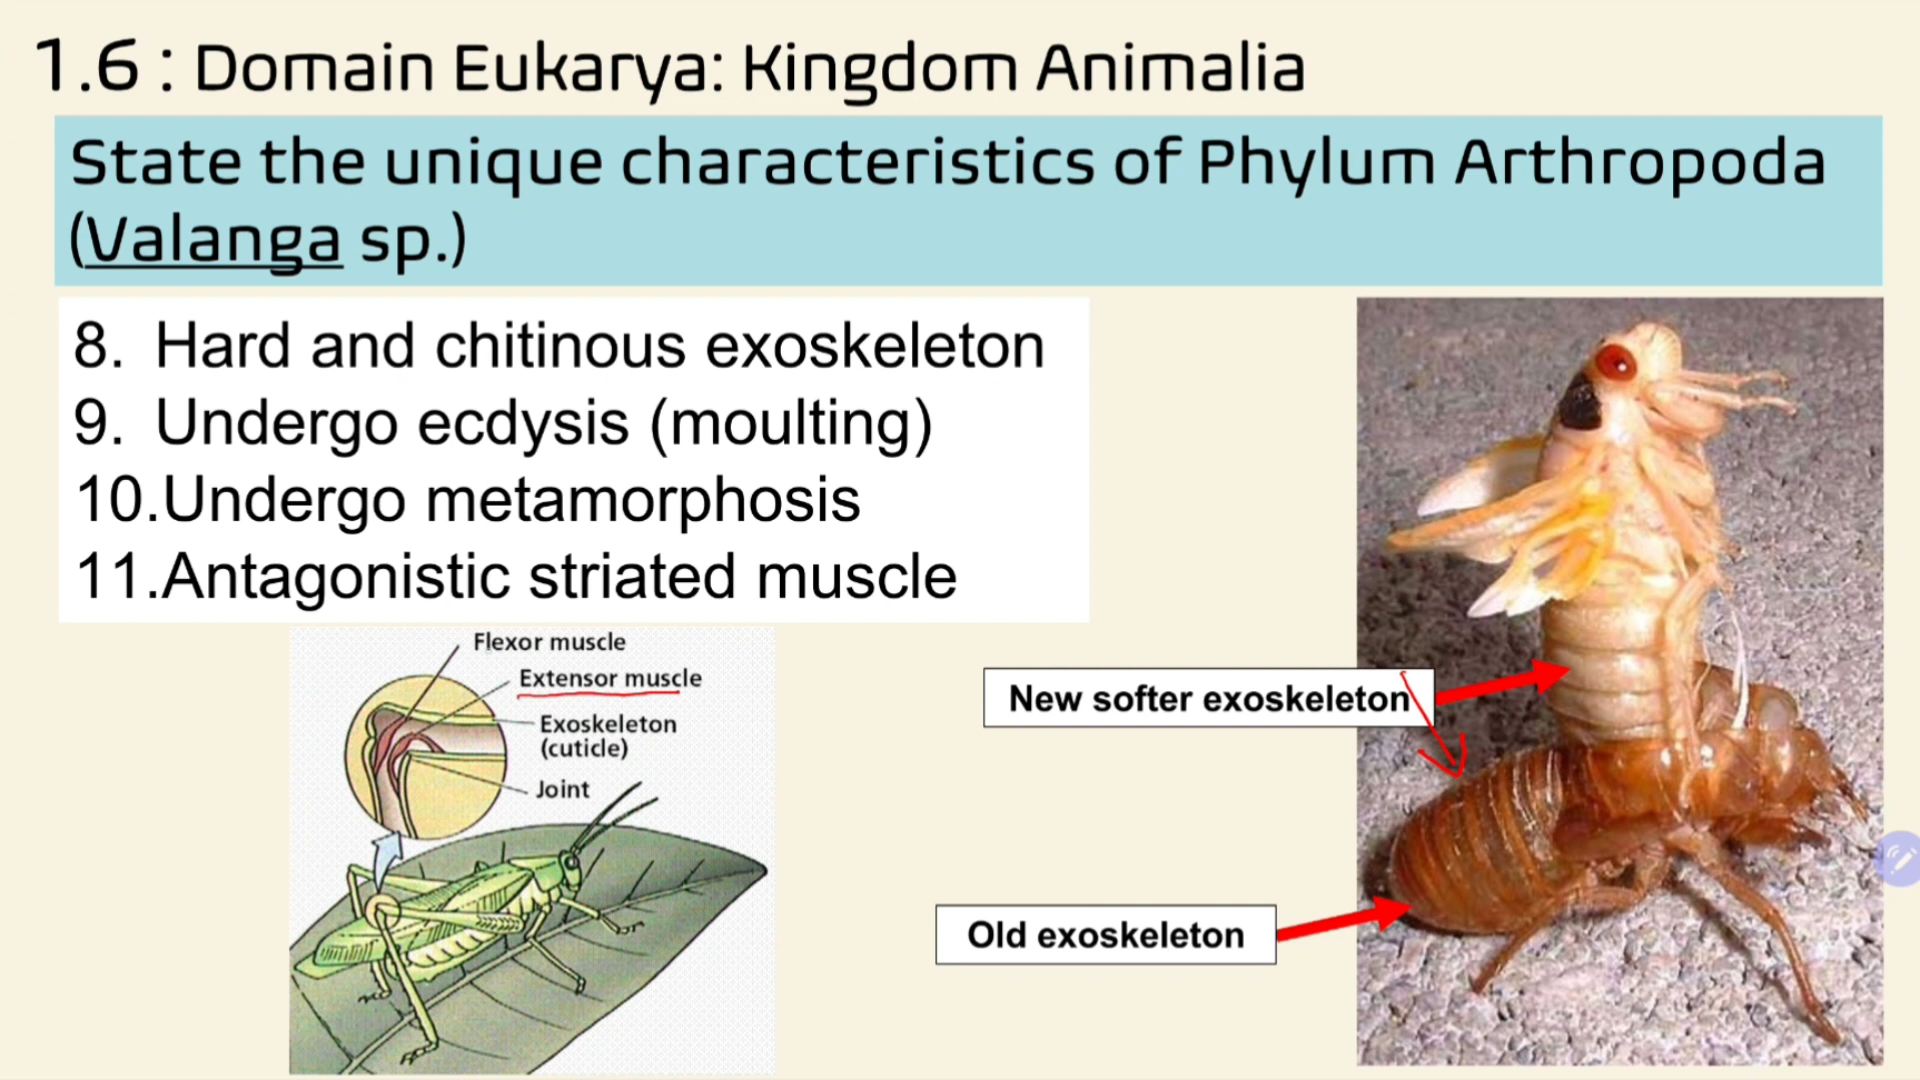 1.6 : Domain Eukarya: Kingdom Animalia
State the unique characteristics of Phylum Arthropoda
(Valanga sp.)
8. Hard and chitinous exoskeleton
9. Undergo ecdysis (moulting)
10.Undergo metamorphosis
11.Antagonistic striated muscle
Flexor muscle
Extensor muscle
Exoskeleton
(cuticle)
Joint
New softer exoskeleton
Old exoskeleton